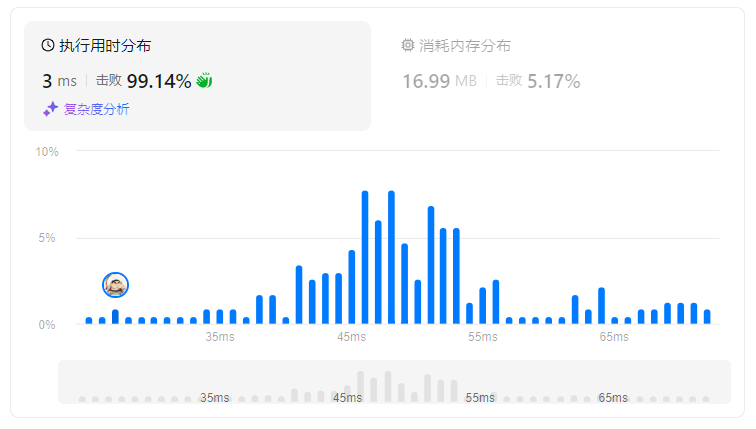 执行用时分布
3 ms 击败 99.14%
复杂度分析
消耗内存分布
16.99 MB 击败 5.17%
10%
5%
0%
35ms 45ms 55ms 65ms
35ms 45ms 55ms 65ms